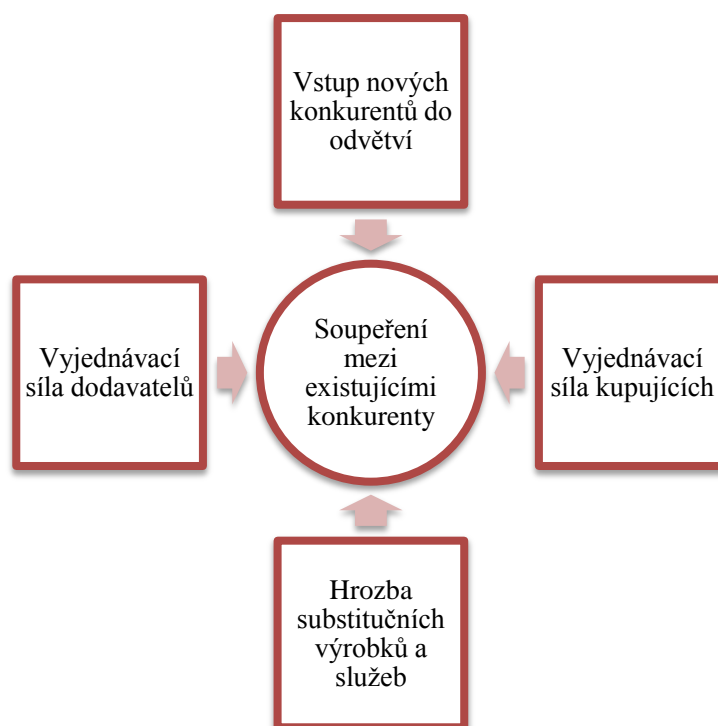 Vstup nových
konkurentů do
odvětví
Vyjednávací
síla dodavatelů
Soupeření
mezi
existujícími
konkurenty
Vyjednávací
síla kupujících
Hrozba
substitučních
výrobků a
služeb